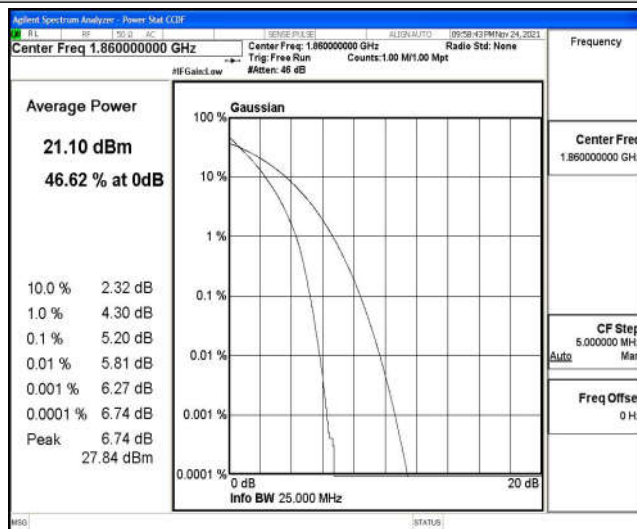 Agilent Spectrum Analyzer - Power Stat CCDF
RL RF 50 Ω AC SENSE:PULSE ALIGN AUTO 09:58:43 PM Nov 24, 2021
Center Freq 1.860000000 GHz
Center Freq: 1.860000000 GHz Radio Std: None
Trig: Free Run Counts:1.00 M/1.00 Mpt
#IFGain:Low #Atten: 46 dB
Frequency
Average Power
21.10 dBm
46.62 % at 0dB
10.0 % 2.32 dB
1.0 % 4.30 dB
0.1 % 5.20 dB
0.01 % 5.81 dB
0.001 % 6.27 dB
0.0001 % 6.74 dB
Peak 6.74 dB
27.84 dBm
Gaussian
100 %
10 %
1 %
0.1 %
0.01 %
0.001 %
0.0001 %
0 dB 20 dB
Info BW 25.000 MHz
Center Freq
1.860000000 GHz
CF Step
5.000000 MHz
Auto Man
Freq Offset
0 Hz
MSG STATUS